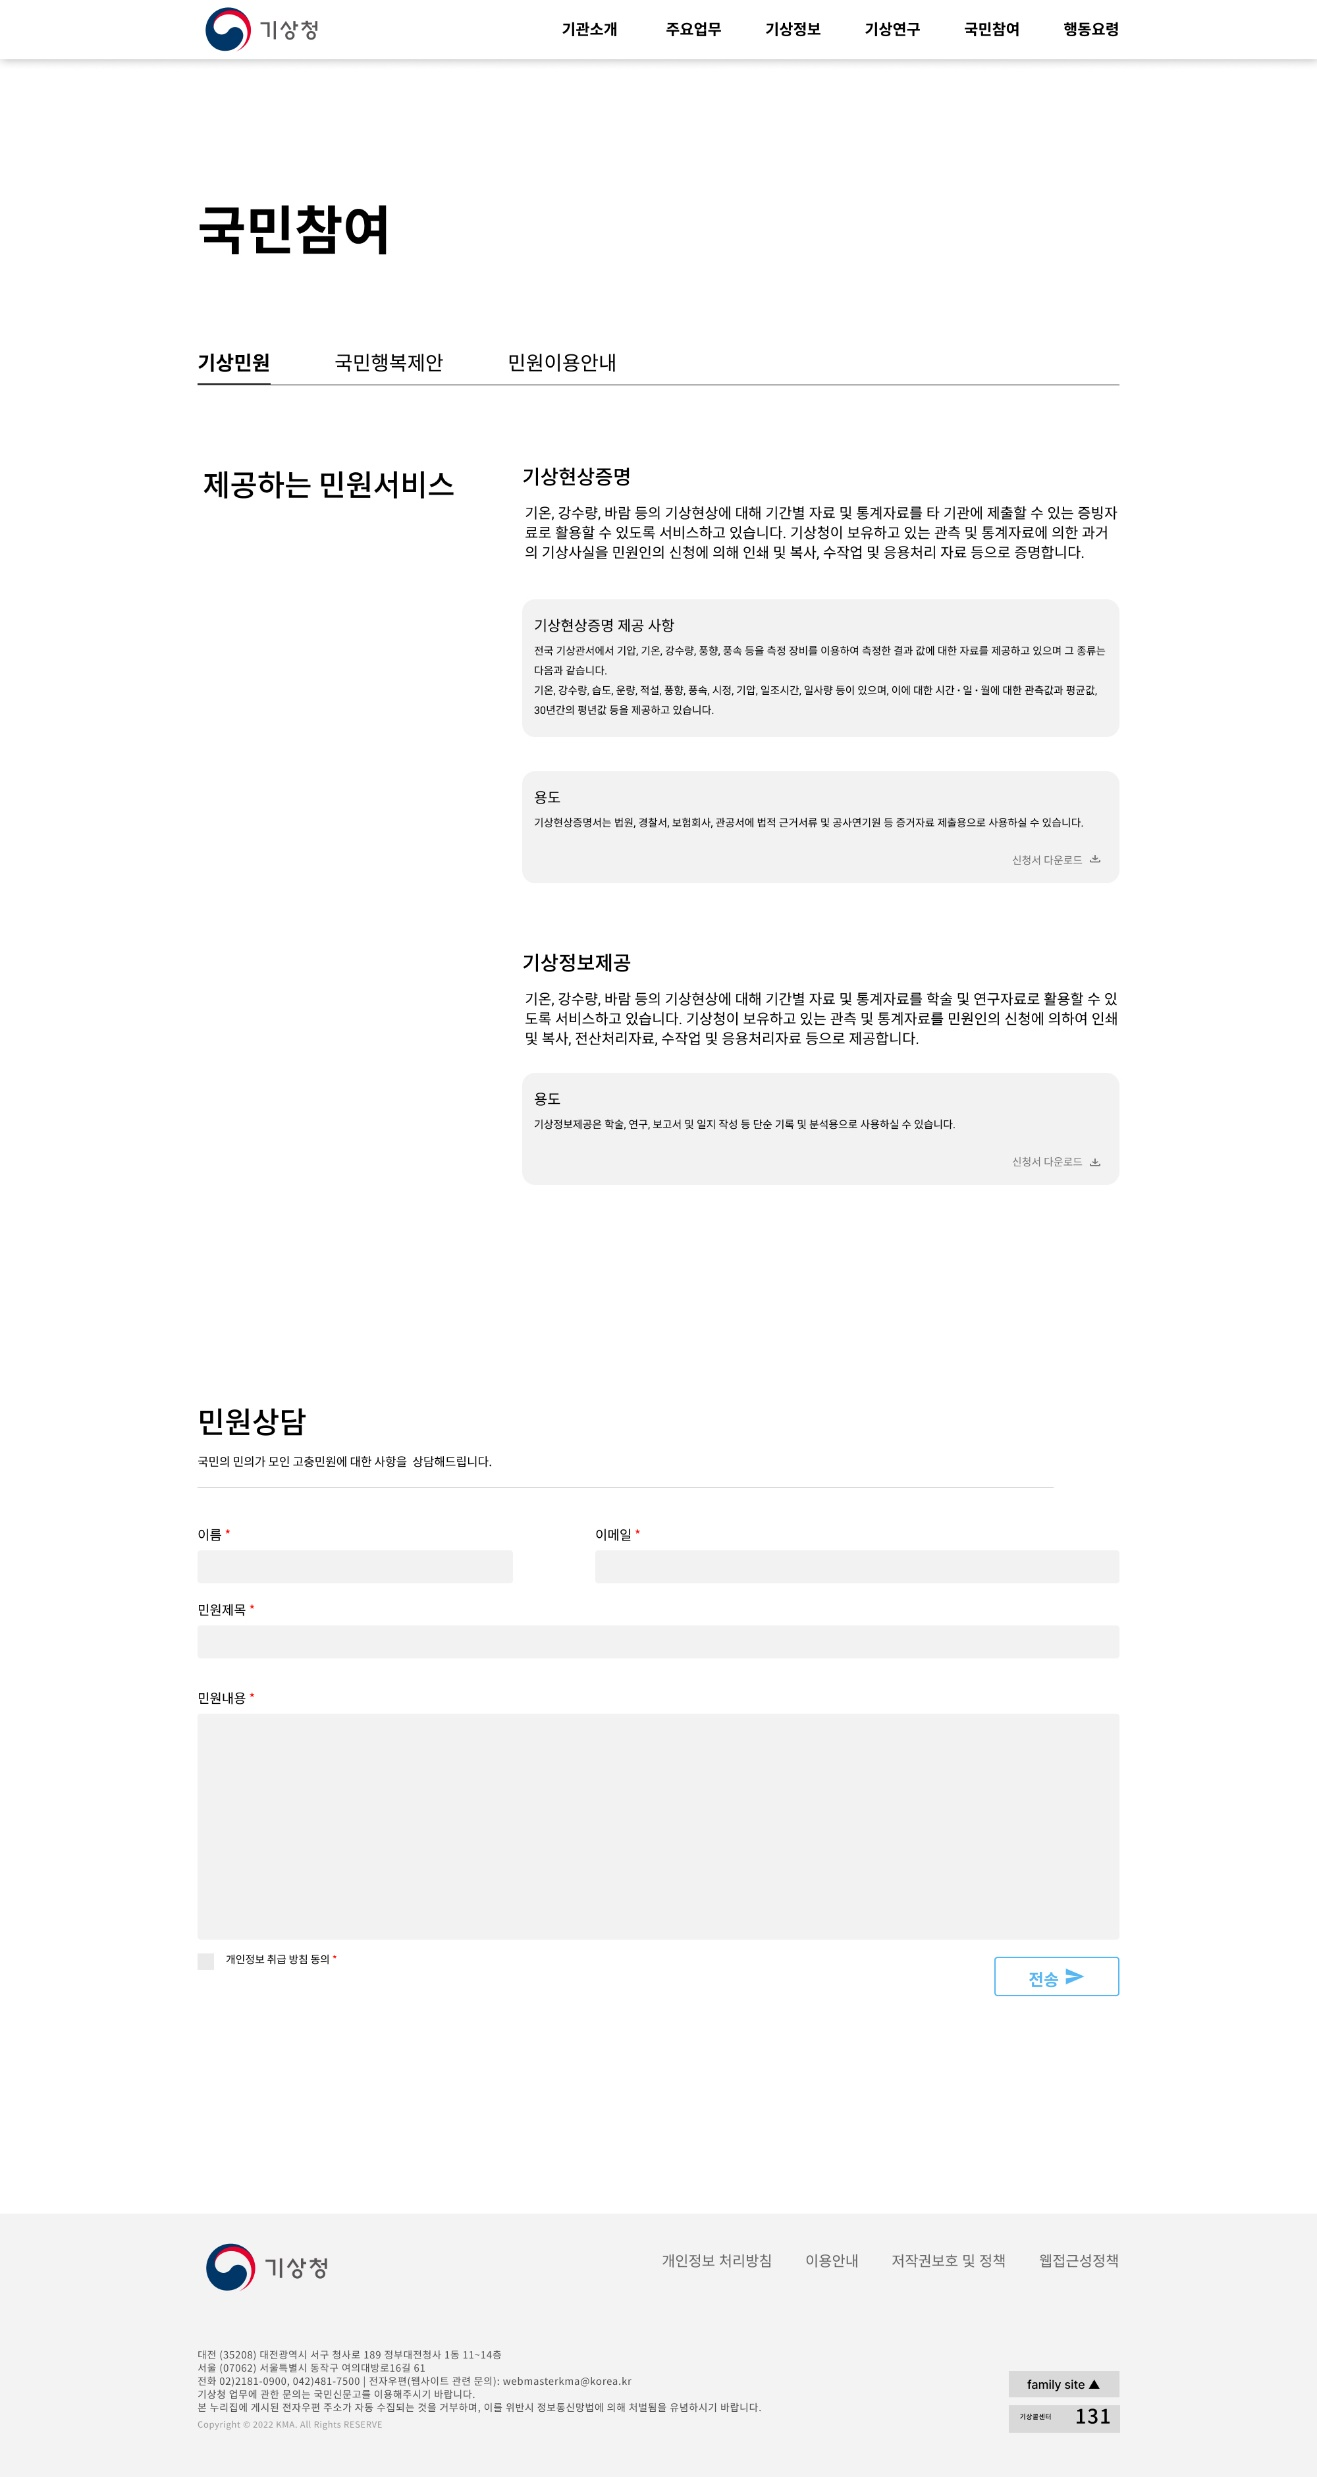 기상청
기관소개 주요업무 기상정보 기상연구 국민참여 행동요령
국민참여
기상민원 국민행복제안 민원이용안내
제공하는 민원서비스
기상현상증명
기온, 강수량, 바람 등의 기상현상에 대해 기간별 자료 및 통계자료를 타 기관에 제출할 수 있는 증빙자
료로 활용할 수 있도록 서비스하고 있습니다. 기상청이 보유하고 있는 관측 및 통계자료에 의한 과거
의 기상사실을 민원인의 신청에 의해 인쇄 및 복사, 수작업 및 응용처리 자료 등으로 증명합니다.
기상현상증명 제공 사항
전국 기상관서에서 기압, 기온, 강수량, 풍향, 풍속 등을 측정 장비를 이용하여 측정한 결과 값에 대한 자료를 제공하고 있으며 그 종류는
다음과 같습니다.
기온, 강수량, 습도, 운량, 적설, 풍향, 풍속, 시정, 기압, 일조시간, 일사량 등이 있으며, 이에 대한 시간・일・월에 대한 관측값과 평균값,
30년간의 평년값 등을 제공하고 있습니다.
용도
기상현상증명서는 법원, 경찰서, 보험회사, 관공서에 법적 근거서류 및 공사연기원 등 증거자료 제출용으로 사용하실 수 있습니다.
신청서 다운로드
기상정보제공
기온, 강수량, 바람 등의 기상현상에 대해 기간별 자료 및 통계자료를 학술 및 연구자료로 활용할 수 있
도록 서비스하고 있습니다. 기상청이 보유하고 있는 관측 및 통계자료를 민원인의 신청에 의하여 인쇄
및 복사, 전산처리자료, 수작업 및 응용처리자료 등으로 제공합니다.
용도
기상정보제공은 학술, 연구, 보고서 및 일지 작성 등 단순 기록 및 분석용으로 사용하실 수 있습니다.
신청서 다운로드
민원상담
국민의 민의가 모인 고충민원에 대한 사항을 상담해드립니다.
이름 * 이메일 *
민원제목 *
민원내용 *
개인정보 취급 방침 동의 *
전송
기상청
개인정보 처리방침 이용안내 저작권보호 및 정책 웹접근성정책
대전 (35208) 대전광역시 서구 청사로 189 정부대전청사 1동 11~14층
서울 (07062) 서울특별시 동작구 여의대방로16길 61
전화 02)2181-0900, 042)481-7500 | 전자우편(웹사이트 관련 문의): webmasterkma@korea.kr
기상청 업무에 관한 문의는 국민신문고를 이용해주시기 바랍니다.
본 누리집에 게시된 전자우편 주소가 자동 수집되는 것을 거부하며, 이를 위반시 정보통신망법에 의해 처벌됨을 유념하시기 바랍니다.
Copyright © 2022 KMA. All Rights RESERVE
family site ▲
기상콜센터 131